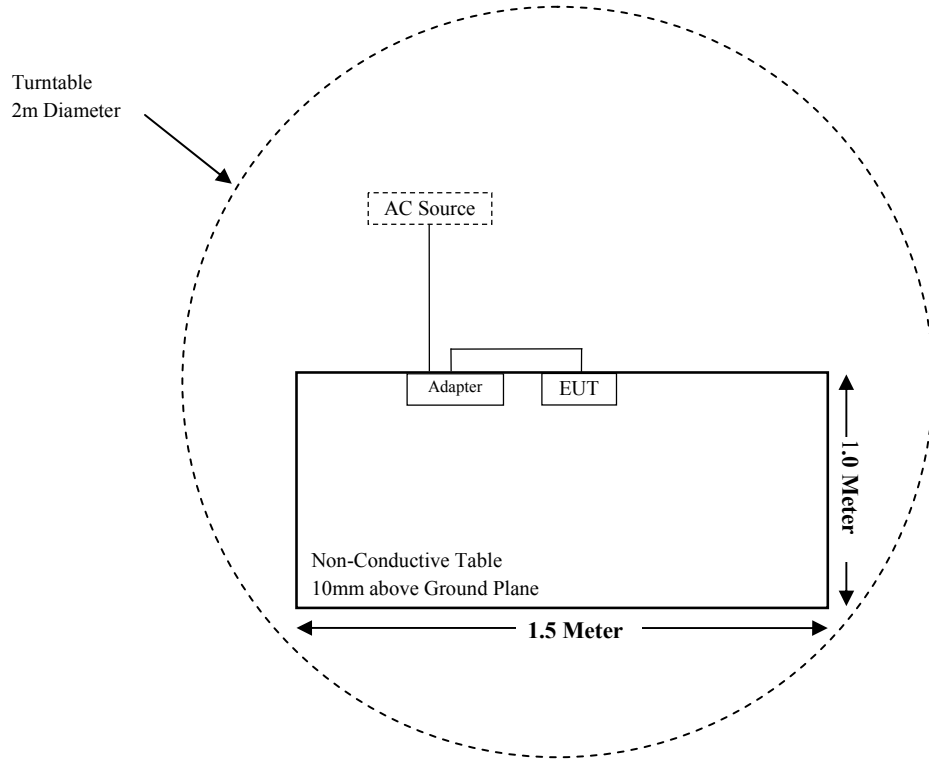 Turntable
2m Diameter
AC Source
Adapter
EUT
1.0 Meter
Non-Conductive Table
10mm above Ground Plane
1.5 Meter